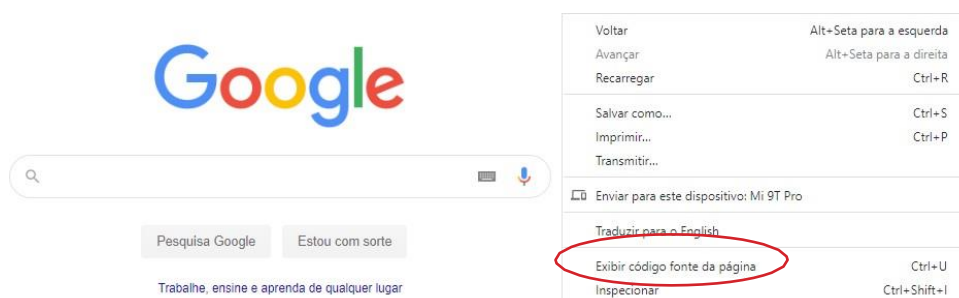 Google
Pesquisa Google
Estou com sorte
Trabalhe, ensine e aprenda de qualquer lugar
Voltar Alt+Seta para a esquerda
Avançar Alt+Seta para a direita
Recarregar Ctrl+R
Salvar como... Ctrl+S
Imprimir... Ctrl+P
Transmitir...
Enviar para este dispositivo: Mi 9T Pro
Traduzir para o English
Exibir código fonte da página Ctrl+U
Inspecionar Ctrl+Shift+I